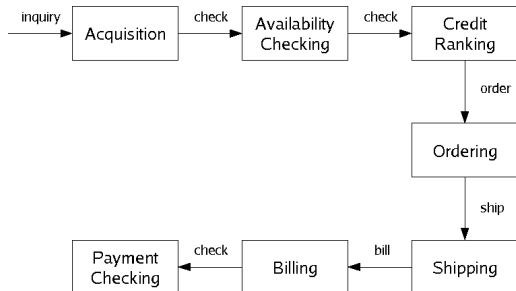 inquiry
Acquisition
check
Availability
Checking
check
Credit
Ranking
order
Ordering
ship
Shipping
bill
Billing
check
Payment
Checking